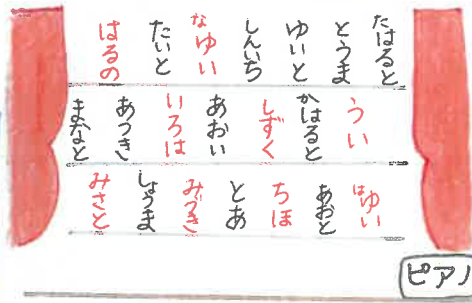 たはると
とうま
ゆいと
しんいち
なゆい
たいと
はるの
うい
かはると
しずく
あおい
いろは
あつき
まなと
はゆい
あおと
ちほ
とあ
みづき
しょうま
みさと
ピアノ